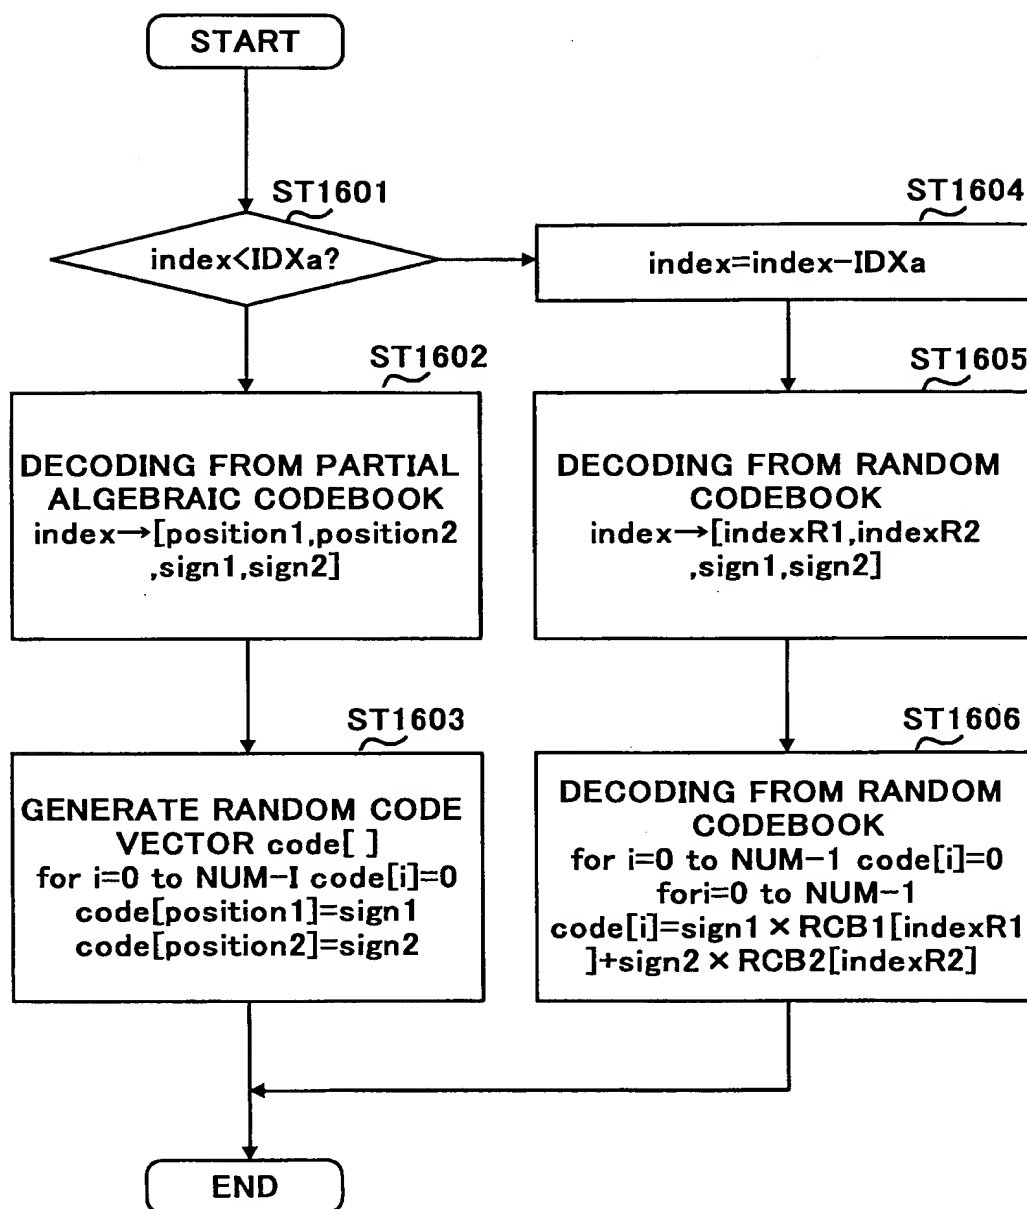 START
ST1601
index<IDXa?
ST1604
index=index-IDXa
ST1602
DECODING FROM PARTIAL
ALGEBRAIC CODEBOOK
index→[position1,position2
,sign1,sign2]
ST1605
DECODING FROM RANDOM
CODEBOOK
index→[indexR1,indexR2
,sign1,sign2]
ST1603
GENERATE RANDOM CODE
VECTOR code[ ]
for i=0 to NUM-I code[i]=0
code[position1]=sign1
code[position2]=sign2
ST1606
DECODING FROM RANDOM
CODEBOOK
for i=0 to NUM-1 code[i]=0
fori=0 to NUM-1
code[i]=sign1 × RCB1[indexR1
]+sign2 × RCB2[indexR2]
END